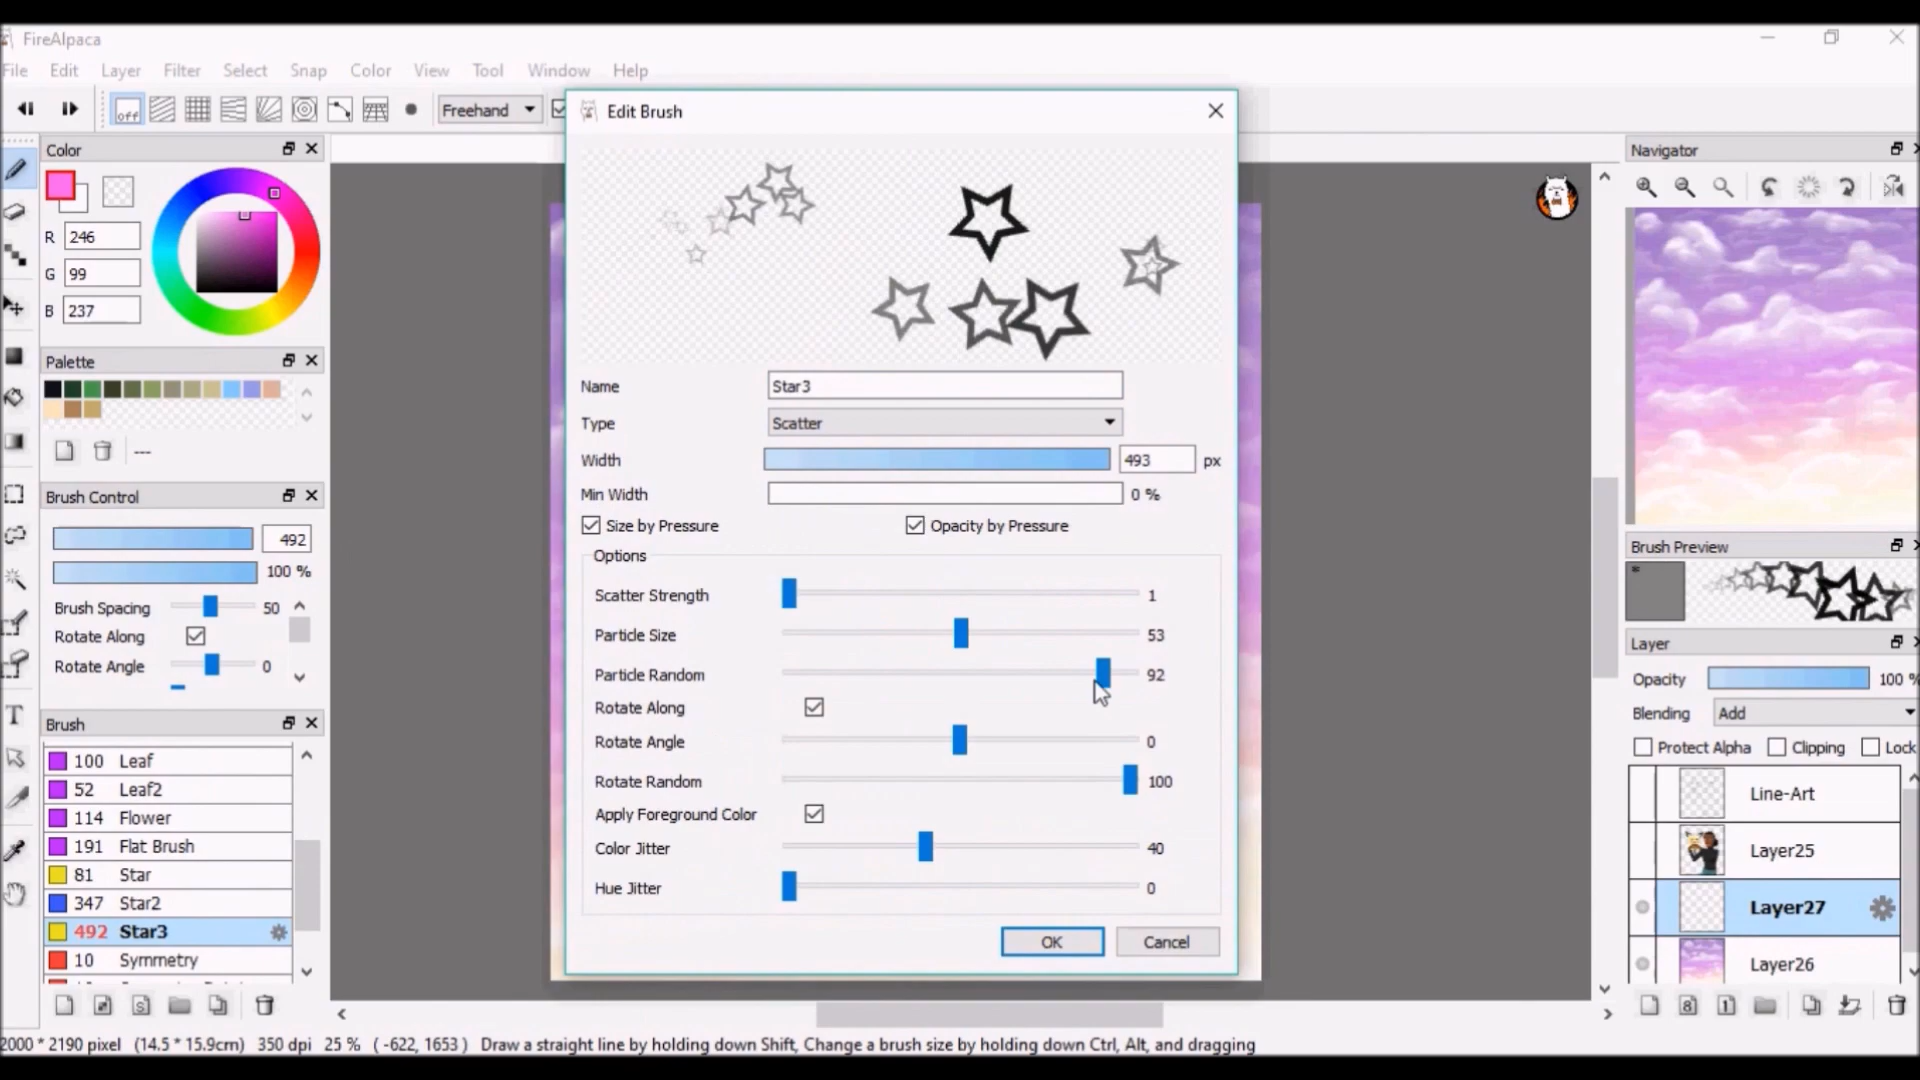 FireAlpaca
File Edit Layer Filter Select Snap Color View Tool Window Help
off Freehand
Color
R 246
G 99
B 237
Palette
---
Brush Control
492
100 %
Brush Spacing 50
Rotate Along
Rotate Angle 0
Brush
100 Leaf
52 Leaf2
114 Flower
191 Flat Brush
81 Star
347 Star2
492 Star3
10 Symmetry
Edit Brush
Name Star3
Type Scatter
Width 493 px
Min Width 0 %
Size by Pressure Opacity by Pressure
Options
Scatter Strength 1
Particle Size 53
Particle Random 92
Rotate Along
Rotate Angle 0
Rotate Random 100
Apply Foreground Color
Color Jitter 40
Hue Jitter 0
OK Cancel
Navigator
Brush Preview
*
Layer
Opacity 100 %
Blending Add
Protect Alpha Clipping Lock
Line-Art
Layer25
Layer27
Layer26
2000 * 2190 pixel (14.5 * 15.9cm) 350 dpi 25 % ( -622, 1653 ) Draw a straight line by holding down Shift, Change a brush size by holding down Ctrl, Alt, and dragging